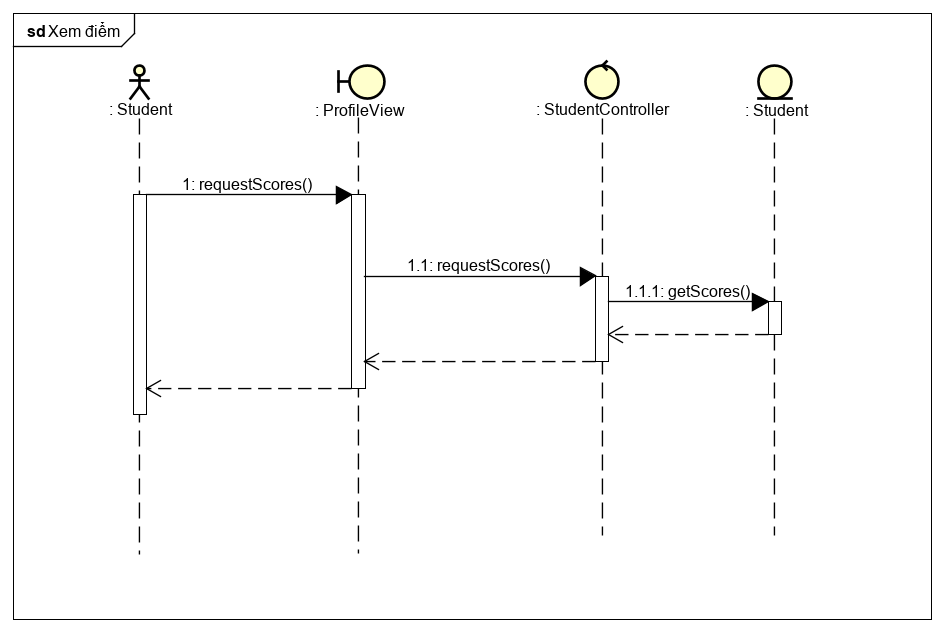 sd Xem điểm
: Student
: ProfileView
: StudentController
: Student
1: requestScores()
1.1: requestScores()
1.1.1: getScores()